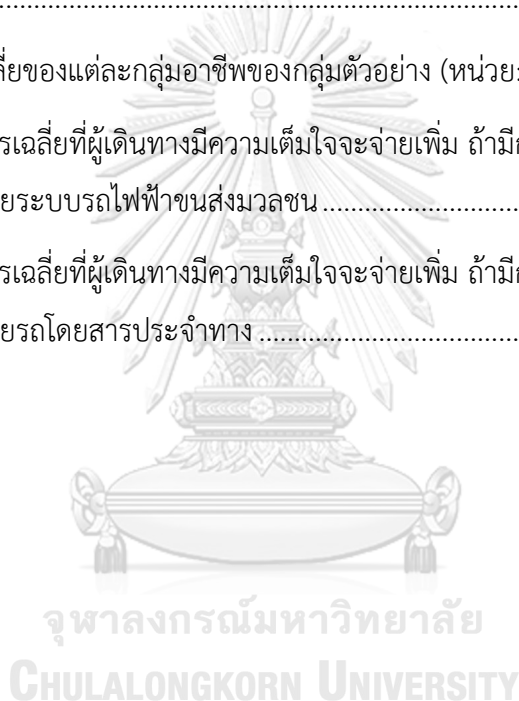 ......................................................................
ลี่ยของแต่ละกลุ่มอาชีพของกลุ่มตัวอย่าง (หน่วย:
รเฉลี่ยที่ผู้เดินทางมีความเต็มใจจะจ่ายเพิ่ม ถ้ามีก
ยระบบรถไฟฟ้าขนส่งมวลชน...................................
รเฉลี่ยที่ผู้เดินทางมีความเต็มใจจะจ่ายเพิ่ม ถ้ามีก
ยรถโดยสารประจำทาง............................................
จุฬาลงกรณ์มหาวิทยาลัย
CHULALONGKORN UNIVERSITY